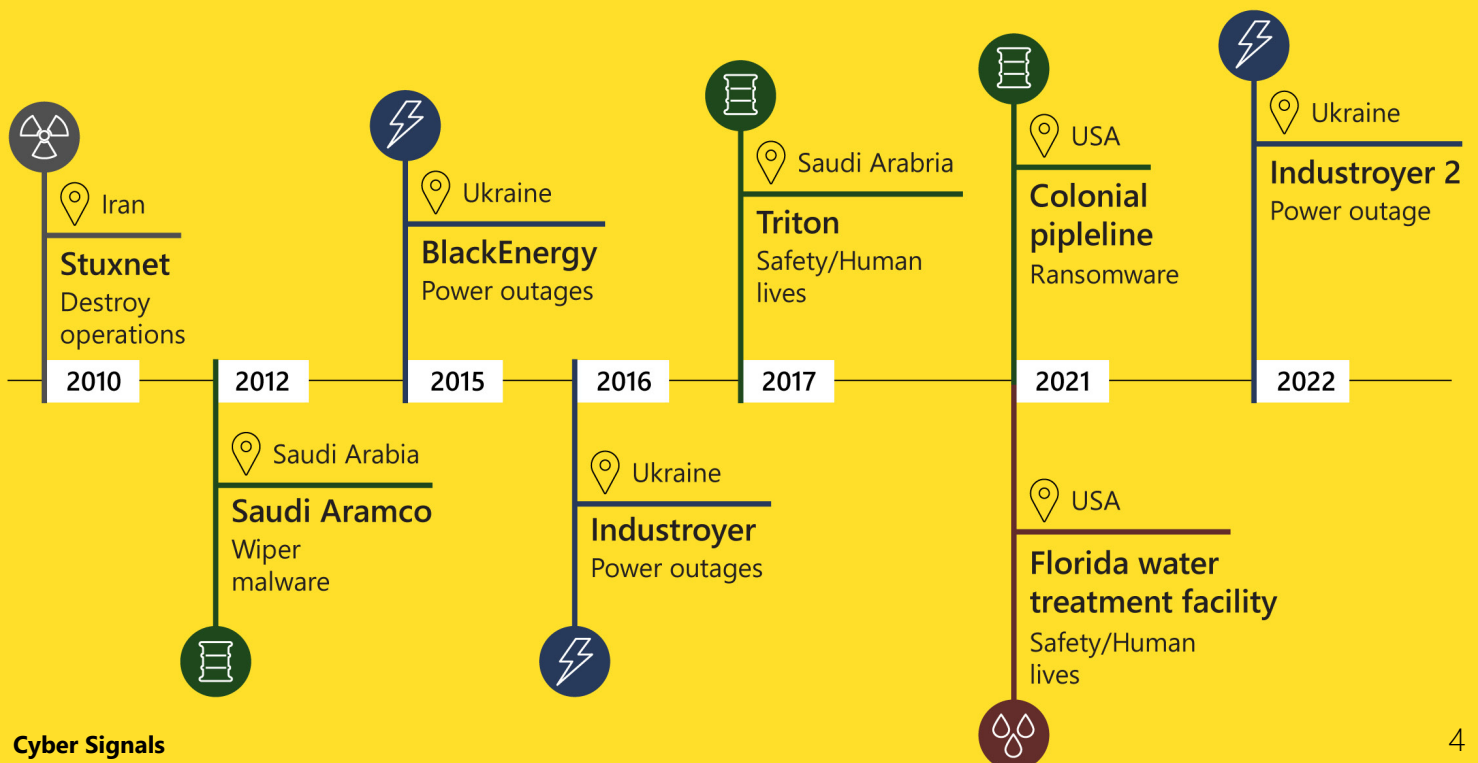 Iran
Stuxnet
Destroy
operations
2010
Saudi Arabia
Saudi Aramco
Wiper
malware
2012
Ukraine
BlackEnergy
Power outages
2015
Ukraine
Industroyer
Power outages
2016
Saudi Arabria
Triton
Safety/Human
lives
2017
USA
Colonial
pipleline
Ransomware
2021
USA
Florida water
treatment facility
Safety/Human
lives
Ukraine
Industroyer 2
Power outage
2022
Cyber Signals
4